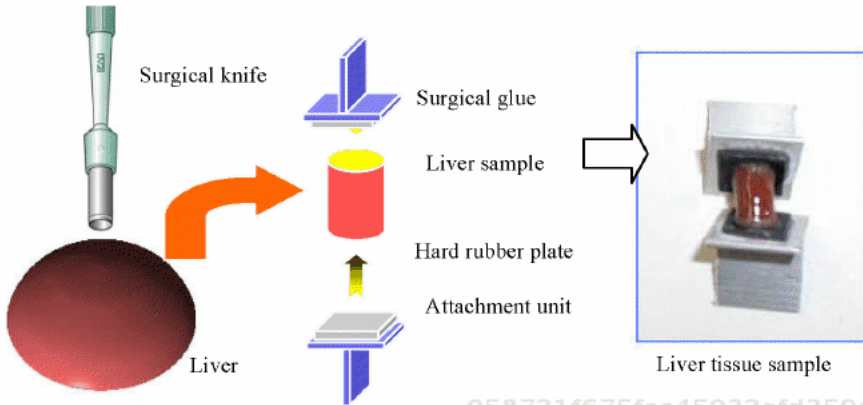 Surgical knife
Surgical glue
Liver sample
Hard rubber plate
Attachment unit
Liver
Liver tissue sample